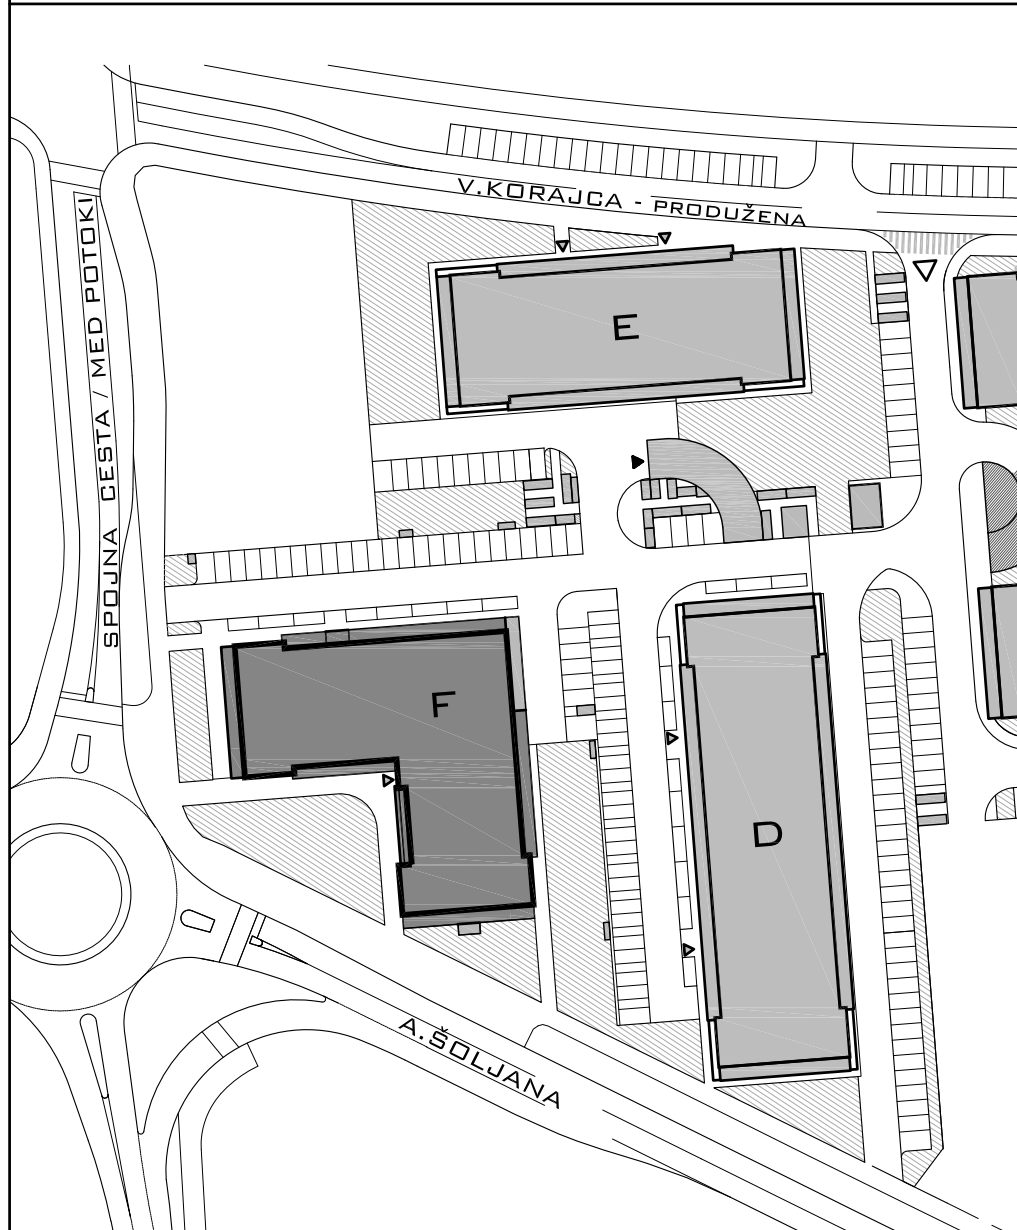 V.KORAJCA - PRODUŽENA
SPOJNA CESTA / MED POTOKI
E
F
D
A.ŠOLJANA